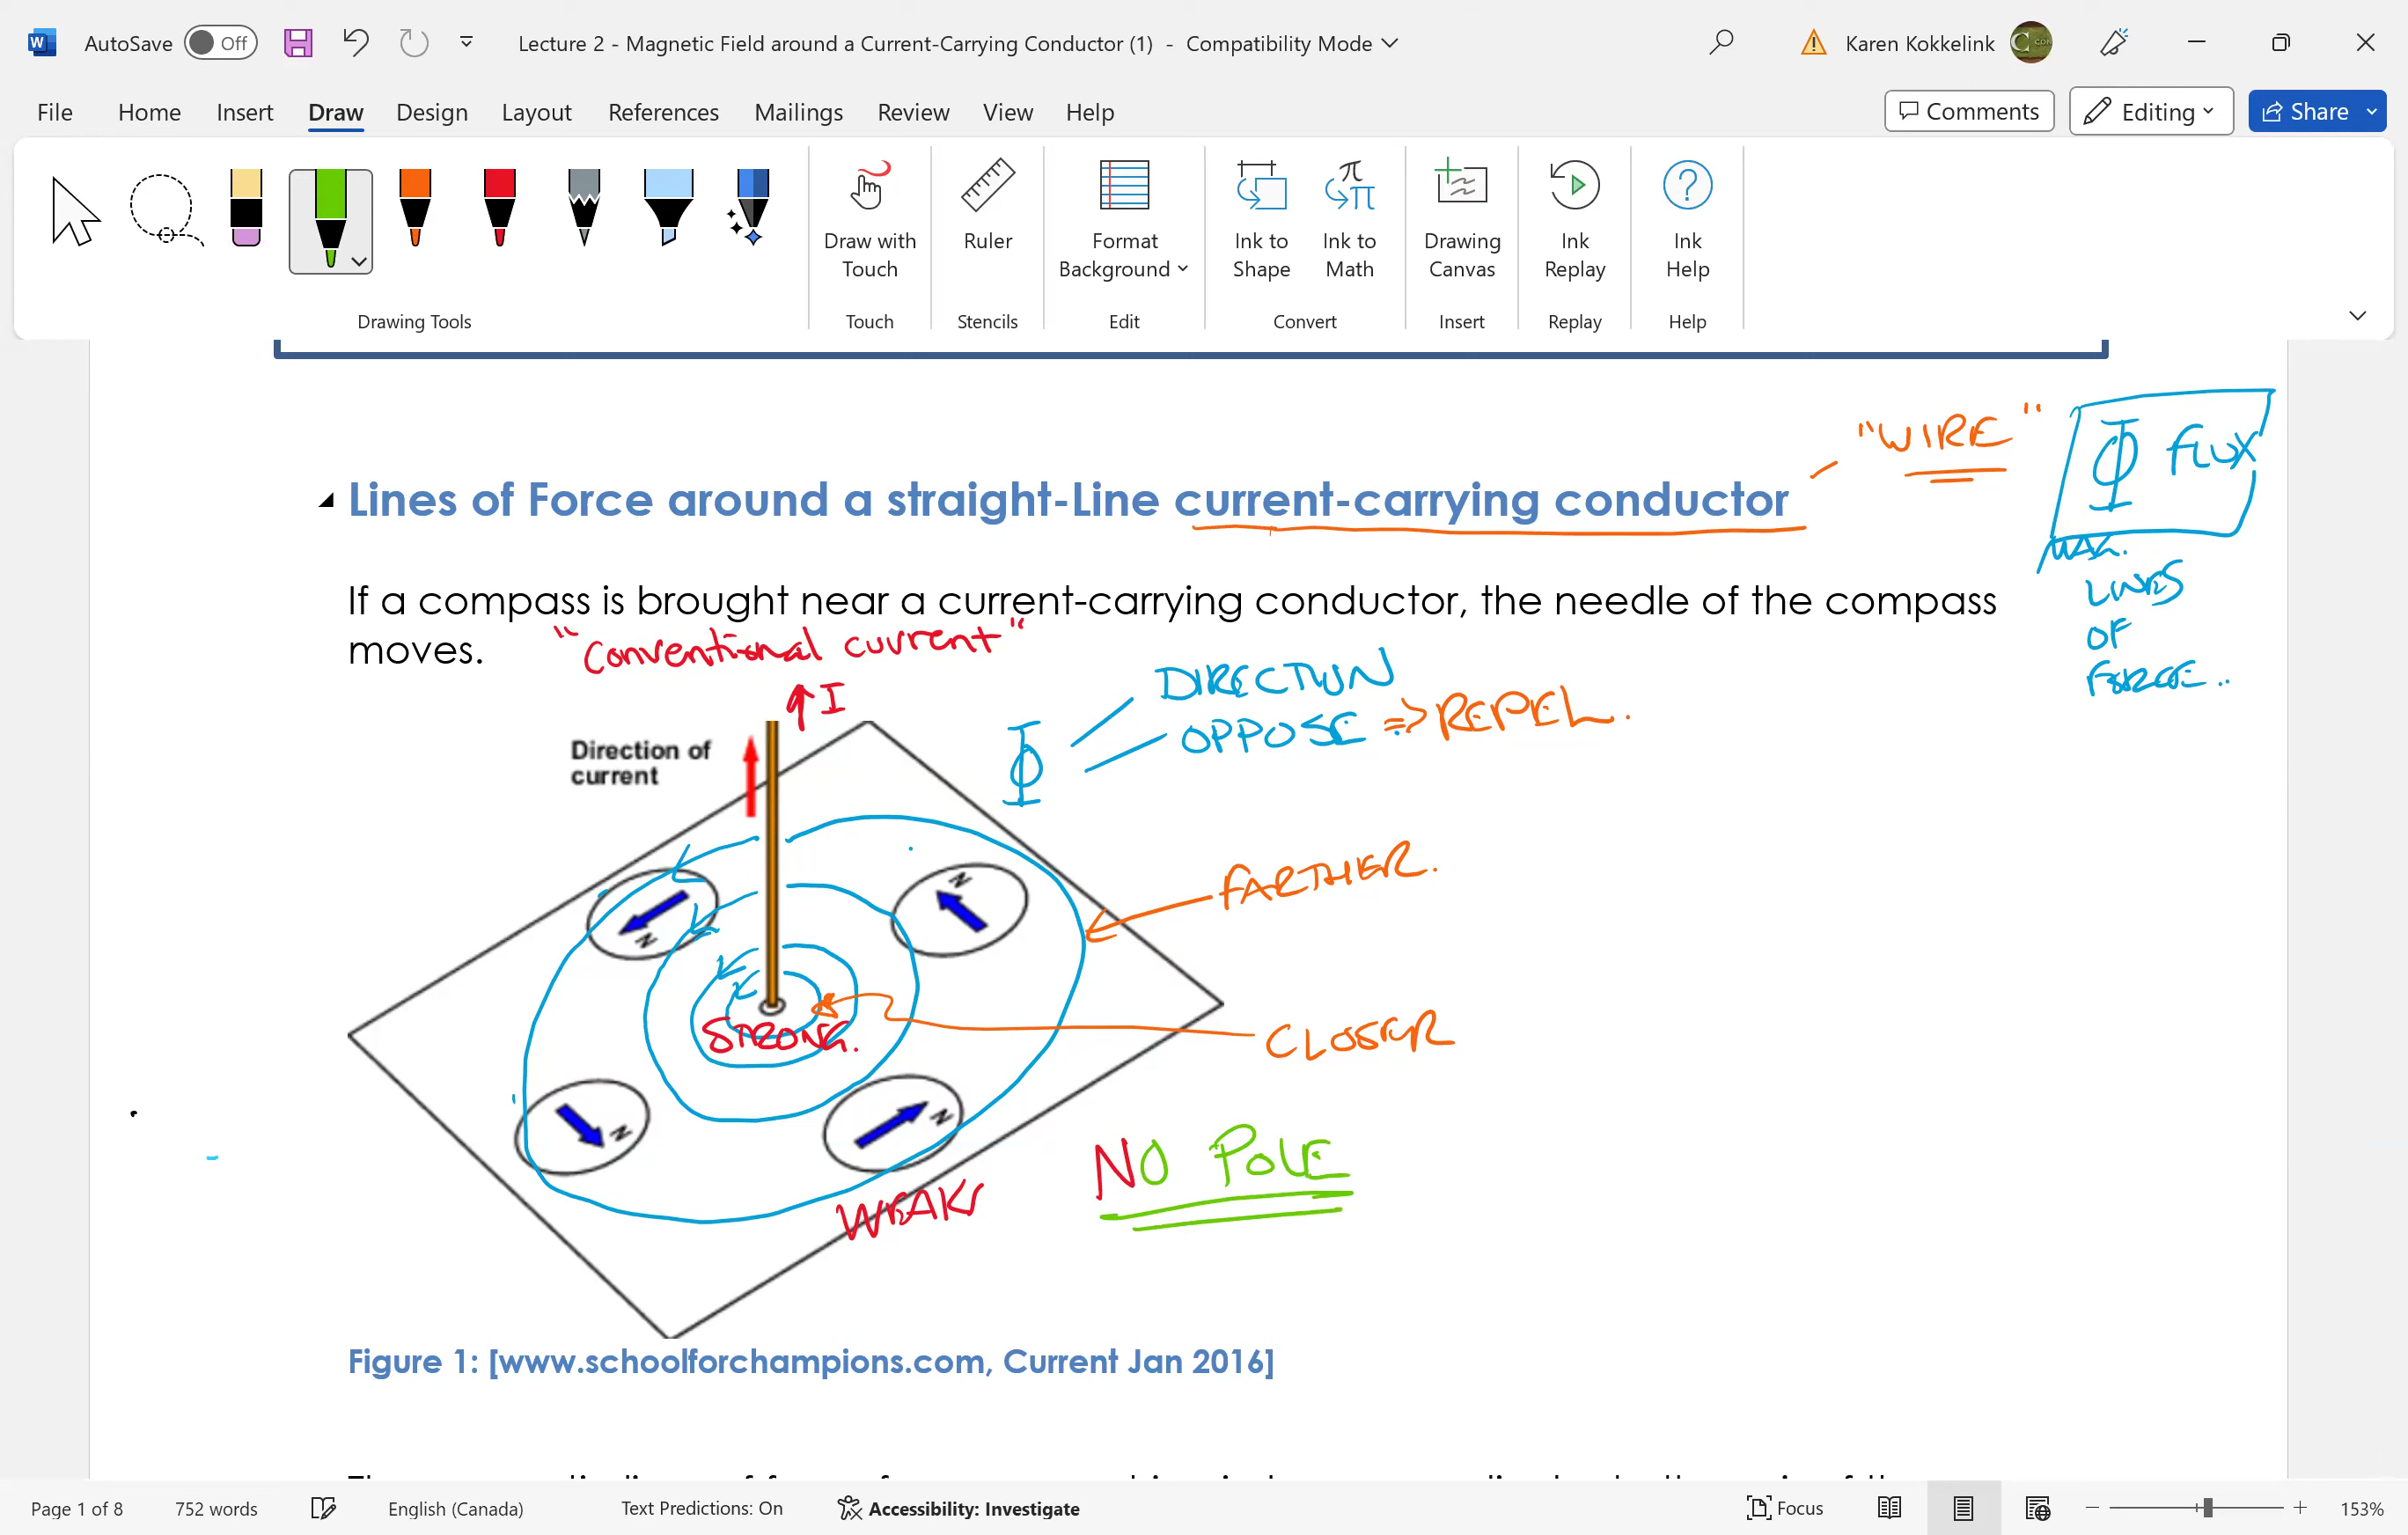 AutoSave Off Lecture 2 - Magnetic Field around a Current-Carrying Conductor (1) - Compatibility Mode Karen Kokkelink
File Home Insert Draw Design Layout References Mailings Review View Help Comments Editing Share
Draw with Touch
Ruler
Format Background
Ink to Shape
Ink to Math
Drawing Canvas
Ink Replay
Ink Help
Drawing Tools Touch Stencils Edit Convert Insert Replay Help
"WIRE"
Φ FLUX
Lines of Force around a straight-Line current-carrying conductor
LINES
OF
FORCE..
If a compass is brought near a current-carrying conductor, the needle of the compass
moves.
"Conventional current"
↑ I
DIRECTION
Φ
OPPOSE => REPEL.
Direction of
current
N
N
FARTHER.
STRONG.
CLOSER
N
N
NO POLE
WEAK
Figure 1: [www.schoolforchampions.com, Current Jan 2016]
Page 1 of 8 752 words English (Canada) Text Predictions: On Accessibility: Investigate Focus 153%